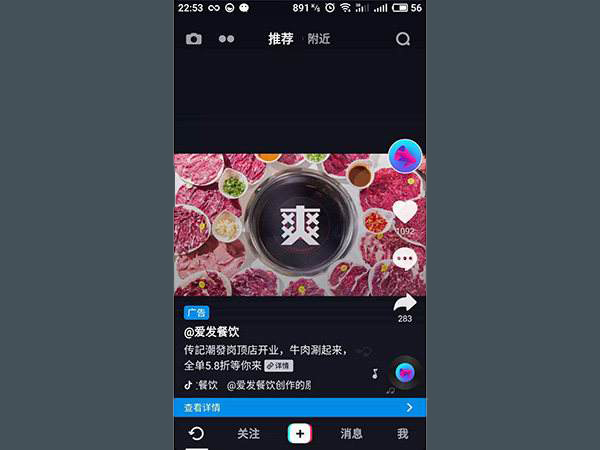 22:53 891 K/s 56
推荐 附近
爽
1092
283
广告
@爱发餐饮
传記潮發岗顶店开业，牛肉涮起来，
全单5.8折等你来 详情
餐饮 @爱发餐饮创作的原
查看详情
关注 消息 我